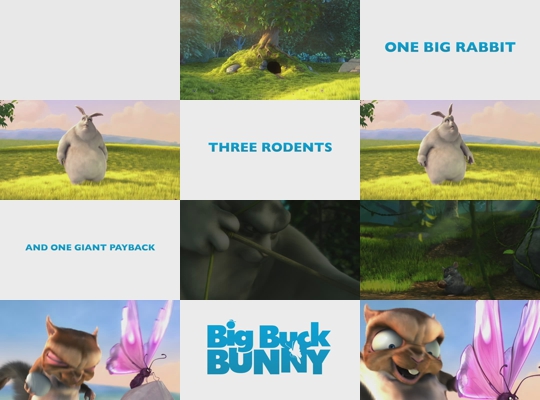 ONE BIG RABBIT
THREE RODENTS
AND ONE GIANT PAYBACK
Big Buck
BUNNY